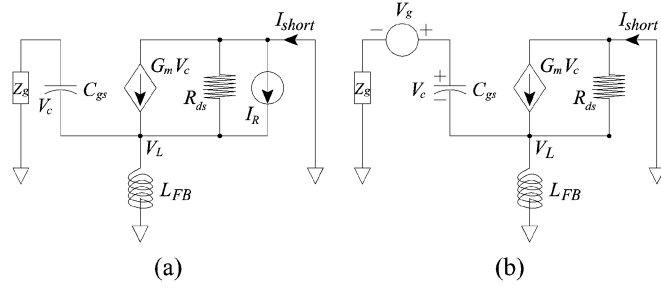 I_short
G_m V_c
Z_g
V_c
C_gs
R_ds
I_R
V_L
L_FB
(a)
V_g
− +
I_short
G_m V_c
Z_g
+
V_c
−
C_gs
R_ds
V_L
L_FB
(b)